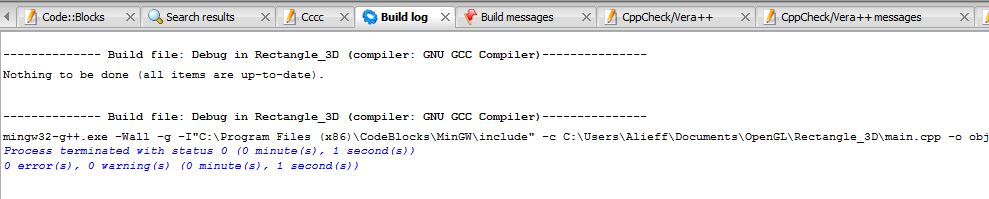 Code::Blocks Search results Cccc Build log Build messages CppCheck/Vera++ CppCheck/Vera++ messages
-------------- Build file: Debug in Rectangle_3D (compiler: GNU GCC Compiler)---------------
Nothing to be done (all items are up-to-date).
-------------- Build file: Debug in Rectangle_3D (compiler: GNU GCC Compiler)---------------
mingw32-g++.exe -Wall -g -I"C:\Program Files (x86)\CodeBlocks\MinGW\include" -c C:\Users\Alieff\Documents\OpenGL\Rectangle_3D\main.cpp -o obj
Process terminated with status 0 (0 minute(s), 1 second(s))
0 error(s), 0 warning(s) (0 minute(s), 1 second(s))